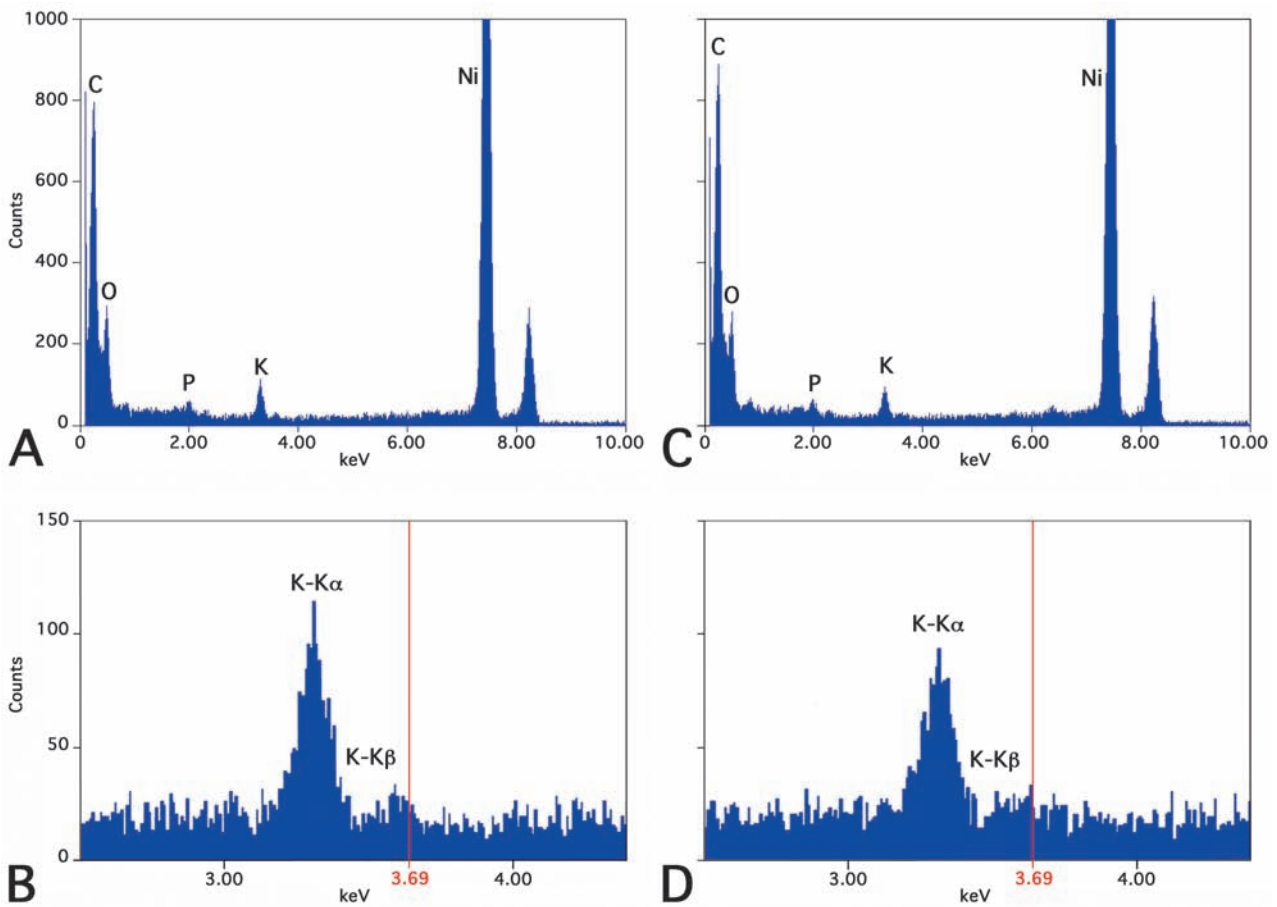 1000
800
600
400
200
0
Counts
C
O
P
K
Ni
0
2.00
4.00
6.00
8.00
10.00
keV
A
C
O
P
K
Ni
0
2.00
4.00
6.00
8.00
10.00
keV
C
150
100
50
0
Counts
K-Kα
K-Kβ
3.00
3.69
4.00
keV
B
K-Kα
K-Kβ
3.00
3.69
4.00
keV
D